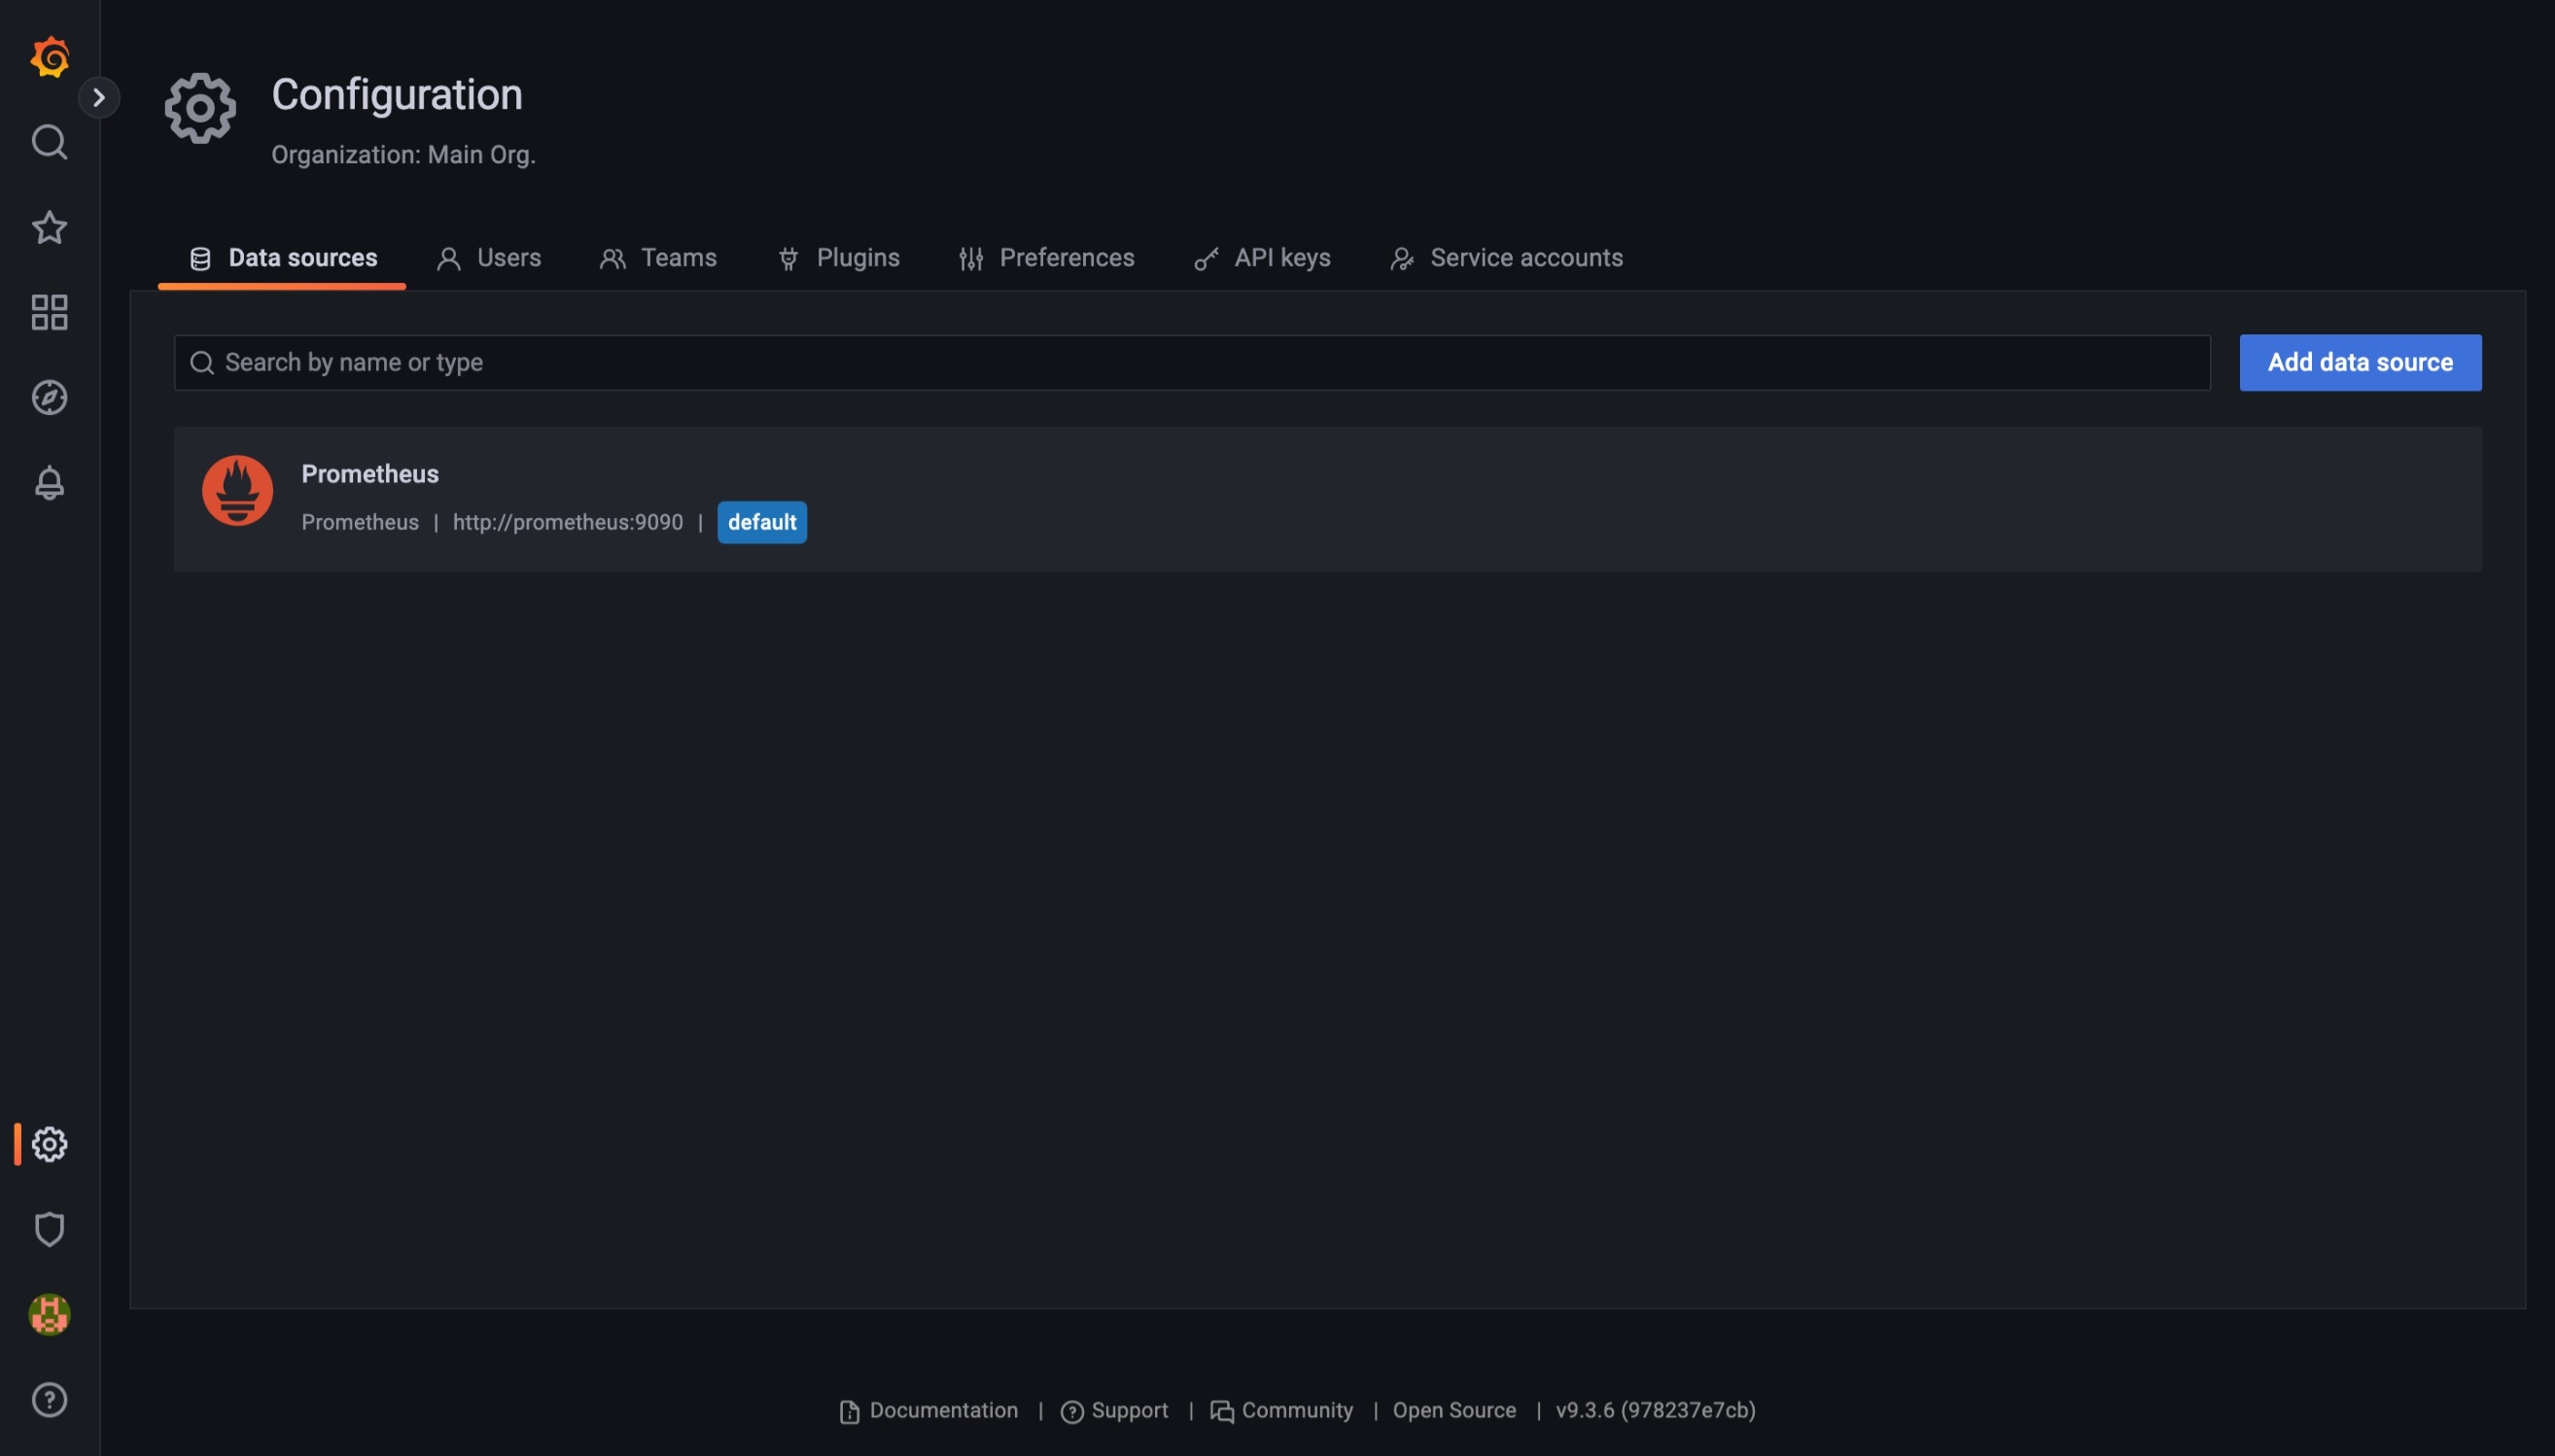 Configuration
Organization: Main Org.
Data sources Users Teams Plugins Preferences API keys Service accounts
Search by name or type Add data source
Prometheus
Prometheus | http://prometheus:9090 | default
Documentation | Support | Community | Open Source | v9.3.6 (978237e7cb)